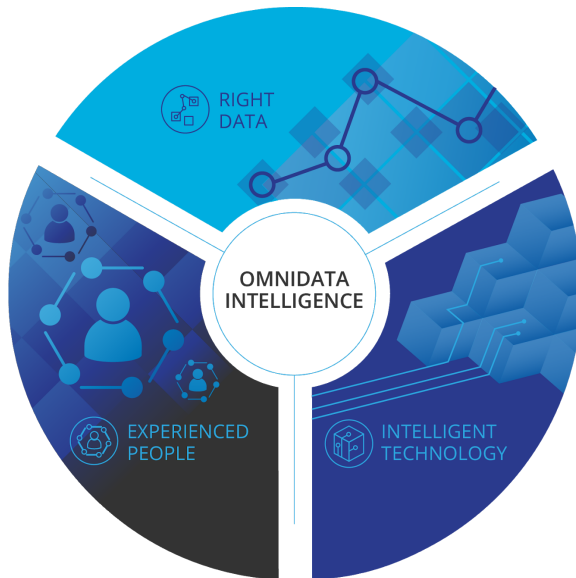 RIGHT
DATA
OMNIDATA
INTELLIGENCE
EXPERIENCED
PEOPLE
INTELLIGENT
TECHNOLOGY